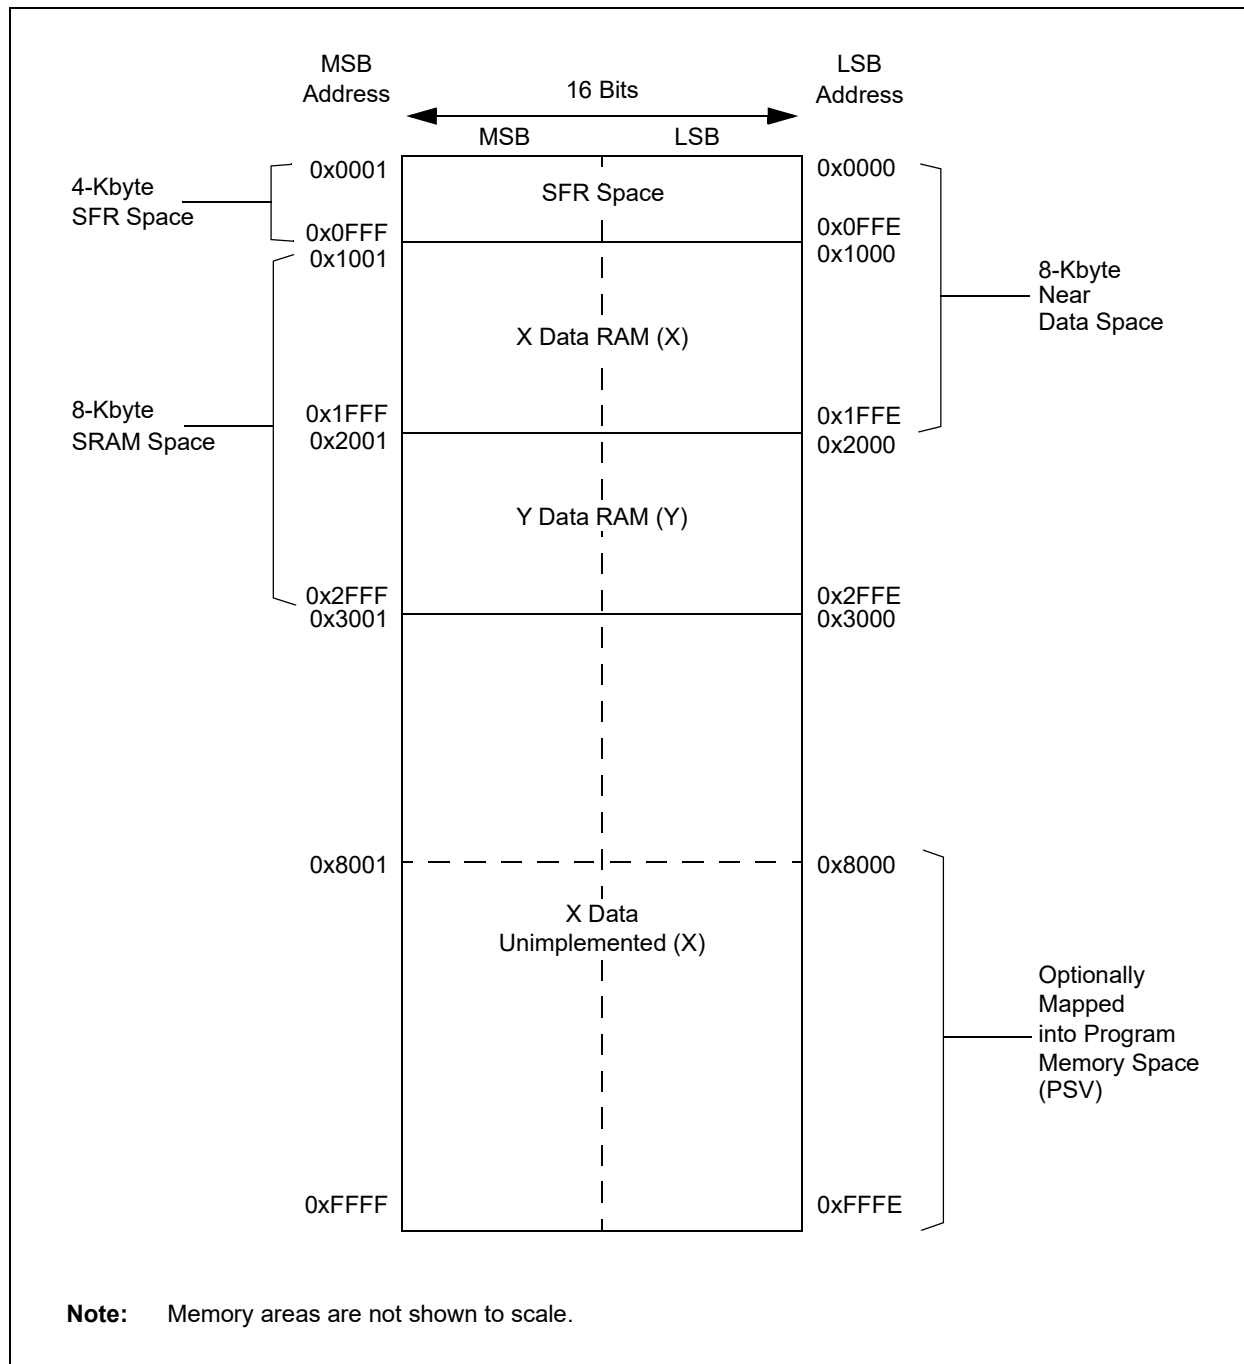 MSB
Address
16 Bits
LSB
Address
MSB
LSB
0x0001
0x0000
4-Kbyte
SFR Space
SFR Space
0x0FFF
0x0FFE
0x1001
0x1000
8-Kbyte
Near
Data Space
X Data RAM (X)
8-Kbyte
SRAM Space
0x1FFF
0x1FFE
0x2001
0x2000
Y Data RAM (Y)
0x2FFF
0x2FFE
0x3001
0x3000
0x8001
0x8000
X Data
Unimplemented (X)
Optionally
Mapped
into Program
Memory Space
(PSV)
0xFFFF
0xFFFE
Note: Memory areas are not shown to scale.